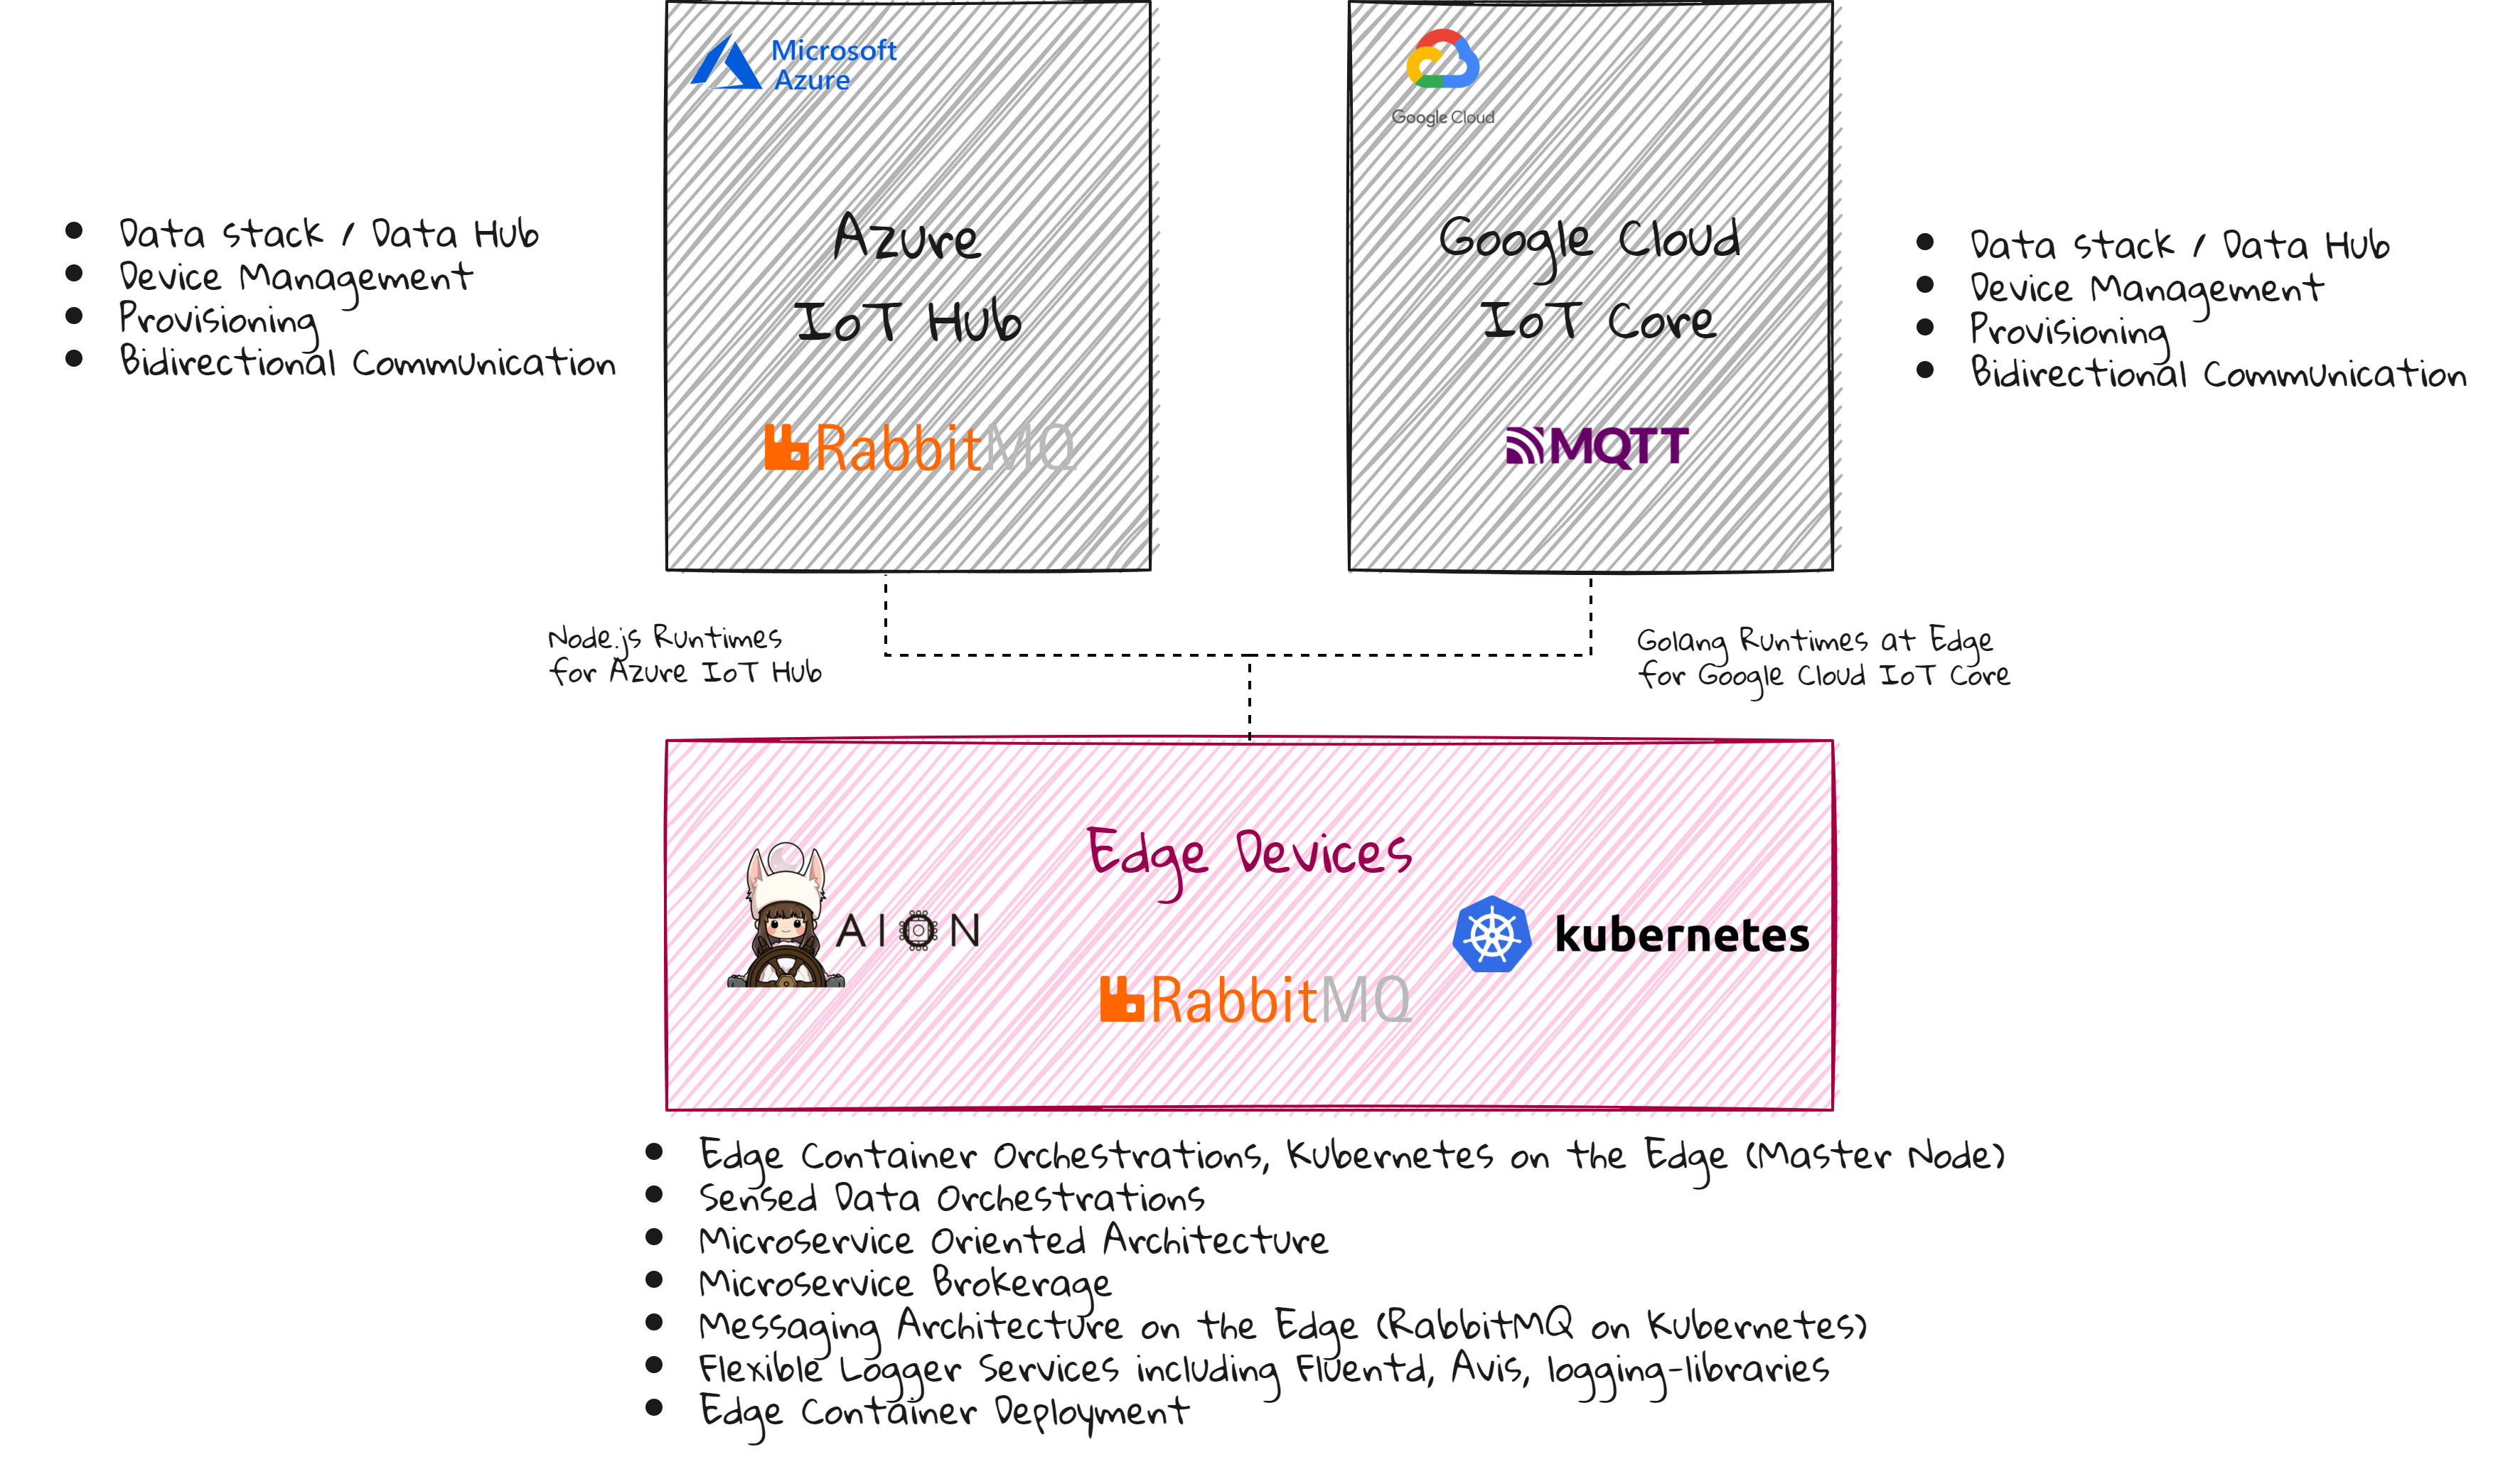 Microsoft
Azure
Google Cloud
Azure
IoT Hub
Google Cloud
IoT Core
Data stack / Data Hub
Device Management
Provisioning
Bidirectional Communication
Data stack / Data Hub
Device Management
Provisioning
Bidirectional Communication
RabbitMQ
MQTT
Node.js Runtimes
for Azure IoT Hub
Golang Runtimes at Edge
for Google Cloud IoT Core
Edge Devices
AION
kubernetes
RabbitMQ
Edge Container Orchestrations, Kubernetes on the Edge (Master Node)
Sensed Data Orchestrations
Microservice Oriented Architecture
Microservice Brokerage
Messaging Architecture on the Edge (RabbitMQ on Kubernetes)
Flexible Logger Services including Fluentd, Avis, logging-libraries
Edge Container Deployment